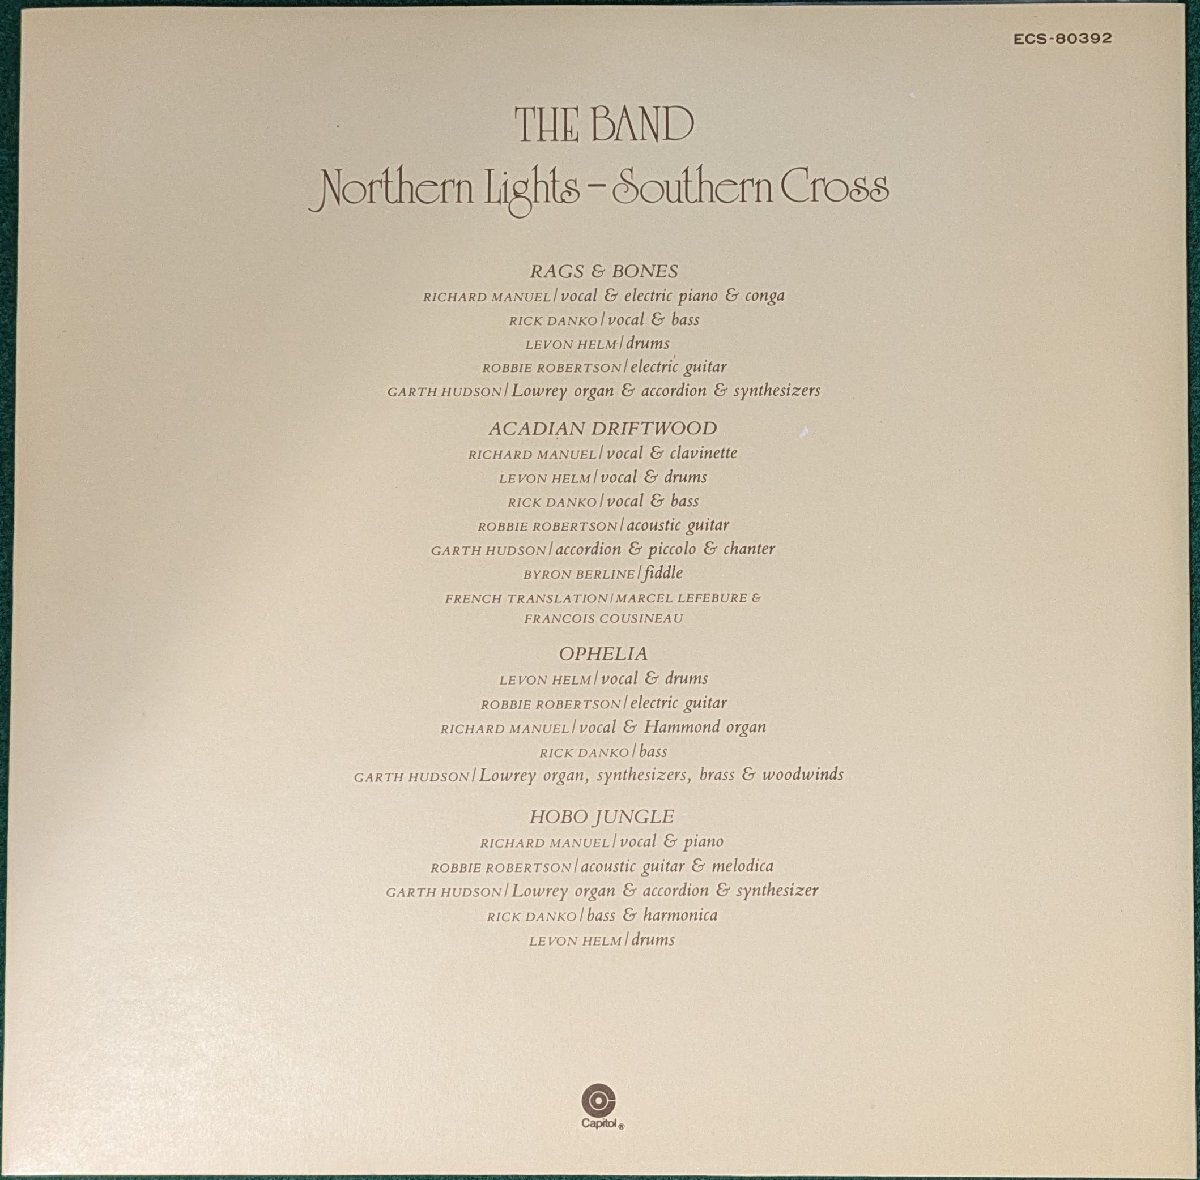 ECS-80392
THE BAND
Northern Lights – Southern Cross
RAGS & BONES
RICHARD MANUEL/vocal & electric piano & conga
RICK DANKO/vocal & bass
LEVON HELM/drums
ROBBIE ROBERTSON/electric guitar
GARTH HUDSON/Lowrey organ & accordion & synthesizers
ACADIAN DRIFTWOOD
RICHARD MANUEL/vocal & clavinette
LEVON HELM/vocal & drums
RICK DANKO/vocal & bass
ROBBIE ROBERTSON/acoustic guitar
GARTH HUDSON/accordion & piccolo & chanter
BYRON BERLINE/fiddle
FRENCH TRANSLATION/MARCEL LEFEBURE &
FRANCOIS COUSINEAU
OPHELIA
LEVON HELM/vocal & drums
ROBBIE ROBERTSON/electric guitar
RICHARD MANUEL/vocal & Hammond organ
RICK DANKO/bass
GARTH HUDSON/Lowrey organ, synthesizers, brass & woodwinds
HOBO JUNGLE
RICHARD MANUEL/vocal & piano
ROBBIE ROBERTSON/acoustic guitar & melodica
GARTH HUDSON/Lowrey organ & accordion & synthesizer
RICK DANKO/bass & harmonica
LEVON HELM/drums
Capitol®